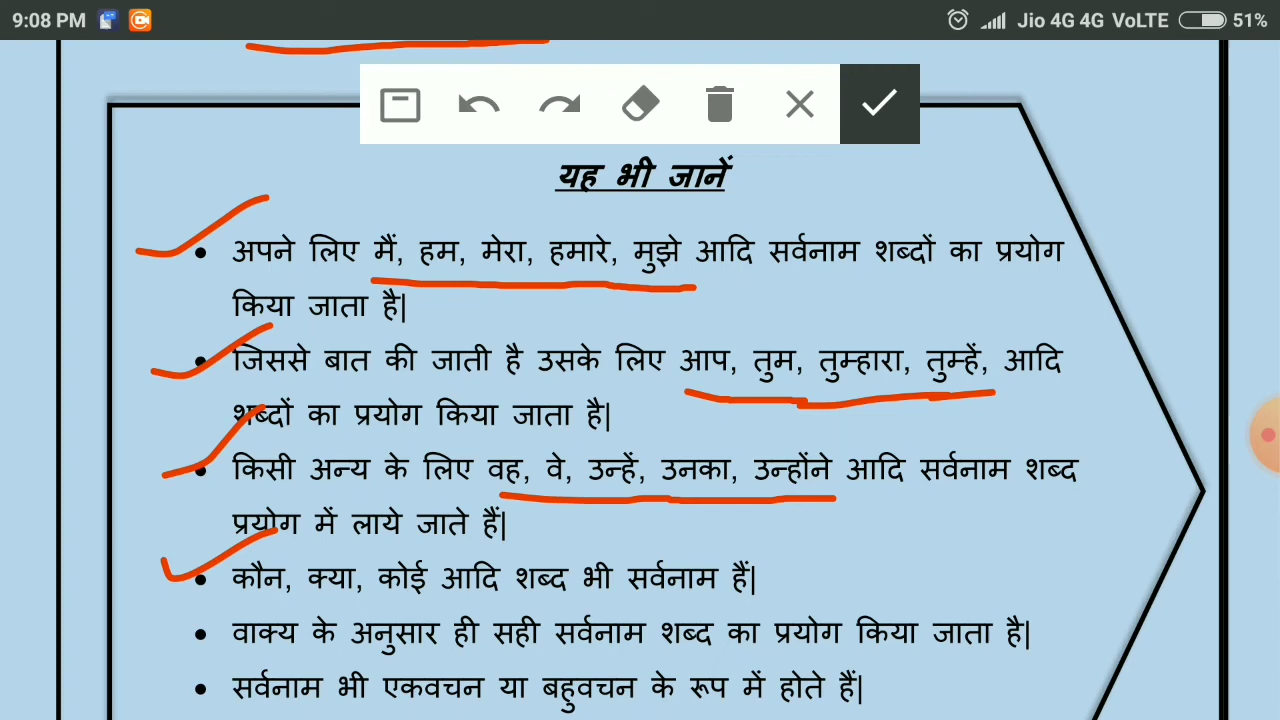 9:08 PM
Jio 4G 4G VoLTE 51%
यह भी जानें
अपने लिए मैं, हम, मेरा, हमारे, मुझे आदि सर्वनाम शब्दों का प्रयोग
किया जाता है|
जिससे बात की जाती है उसके लिए आप, तुम, तुम्हारा, तुम्हें, आदि
शब्दों का प्रयोग किया जाता है|
किसी अन्य के लिए वह, वे, उन्हें, उनका, उन्होंने आदि सर्वनाम शब्द
प्रयोग में लाये जाते हैं|
कौन, क्या, कोई आदि शब्द भी सर्वनाम हैं|
वाक्य के अनुसार ही सही सर्वनाम शब्द का प्रयोग किया जाता है|
सर्वनाम भी एकवचन या बहुवचन के रूप में होते हैं|